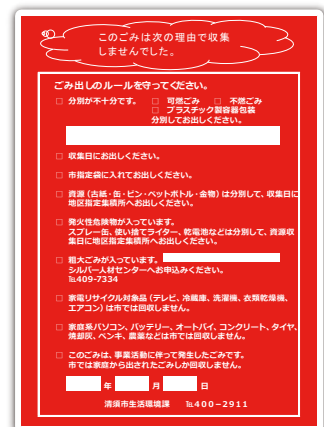 このごみは次の理由で収集
しませんでした。
ごみ出しのルールを守ってください。
□ 分別が不十分です。 □ 可燃ごみ □ 不燃ごみ
□ プラスチック製容器包装
分別してお出しください。
□ 収集日にお出しください。
□ 市指定袋に入れてお出しください。
□ 資源（古紙・缶・ビン・ペットボトル・金物）は分別して、収集日に
地区指定集積所へお出しください。
□ 発火性危険物が入っています。
スプレー缶、使い捨てライター、乾電池などは分別して、資源収
集日に地区指定集積所へお出しください。
□ 粗大ごみが入っています。
シルバー人材センターへお申込みください。
℡409-7334
□ 家電リサイクル対象品（テレビ、冷蔵庫、洗濯機、衣類乾燥機、
エアコン）は市では回収しません。
□ 家庭系パソコン、バッテリー、オートバイ、コンクリート、タイヤ、
焼却灰、ペンキ、農薬などは市では回収しません。
□ このごみは、事業活動に伴って発生したごみです。
市では家庭から出されたごみしか回収しません。
年 月 日
清須市生活環境課 ℡400−2911